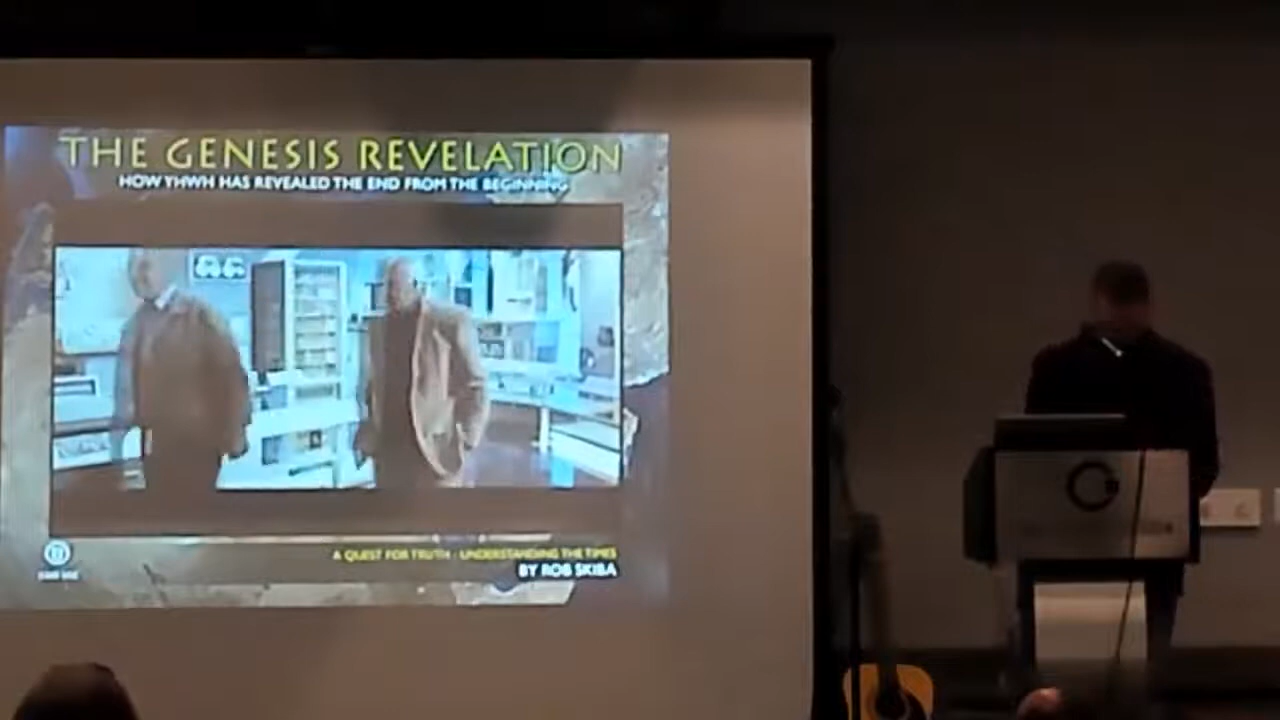 THE GENESIS REVELATION
HOW YHWH HAS REVEALED THE END FROM THE BEGINNING
A QUEST FOR TRUTH - UNDERSTANDING THE TIMES
BY ROB SKIBA